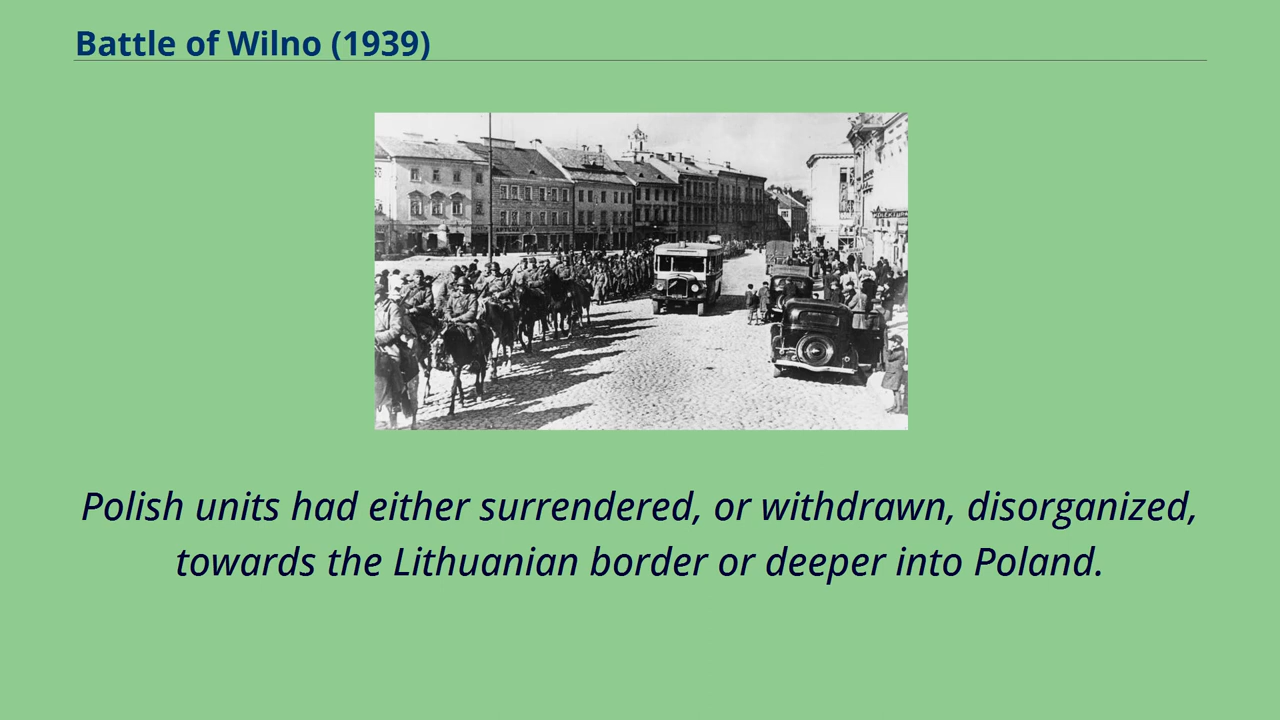 Battle of Wilno (1939)
Polish units had either surrendered, or withdrawn, disorganized,
towards the Lithuanian border or deeper into Poland.